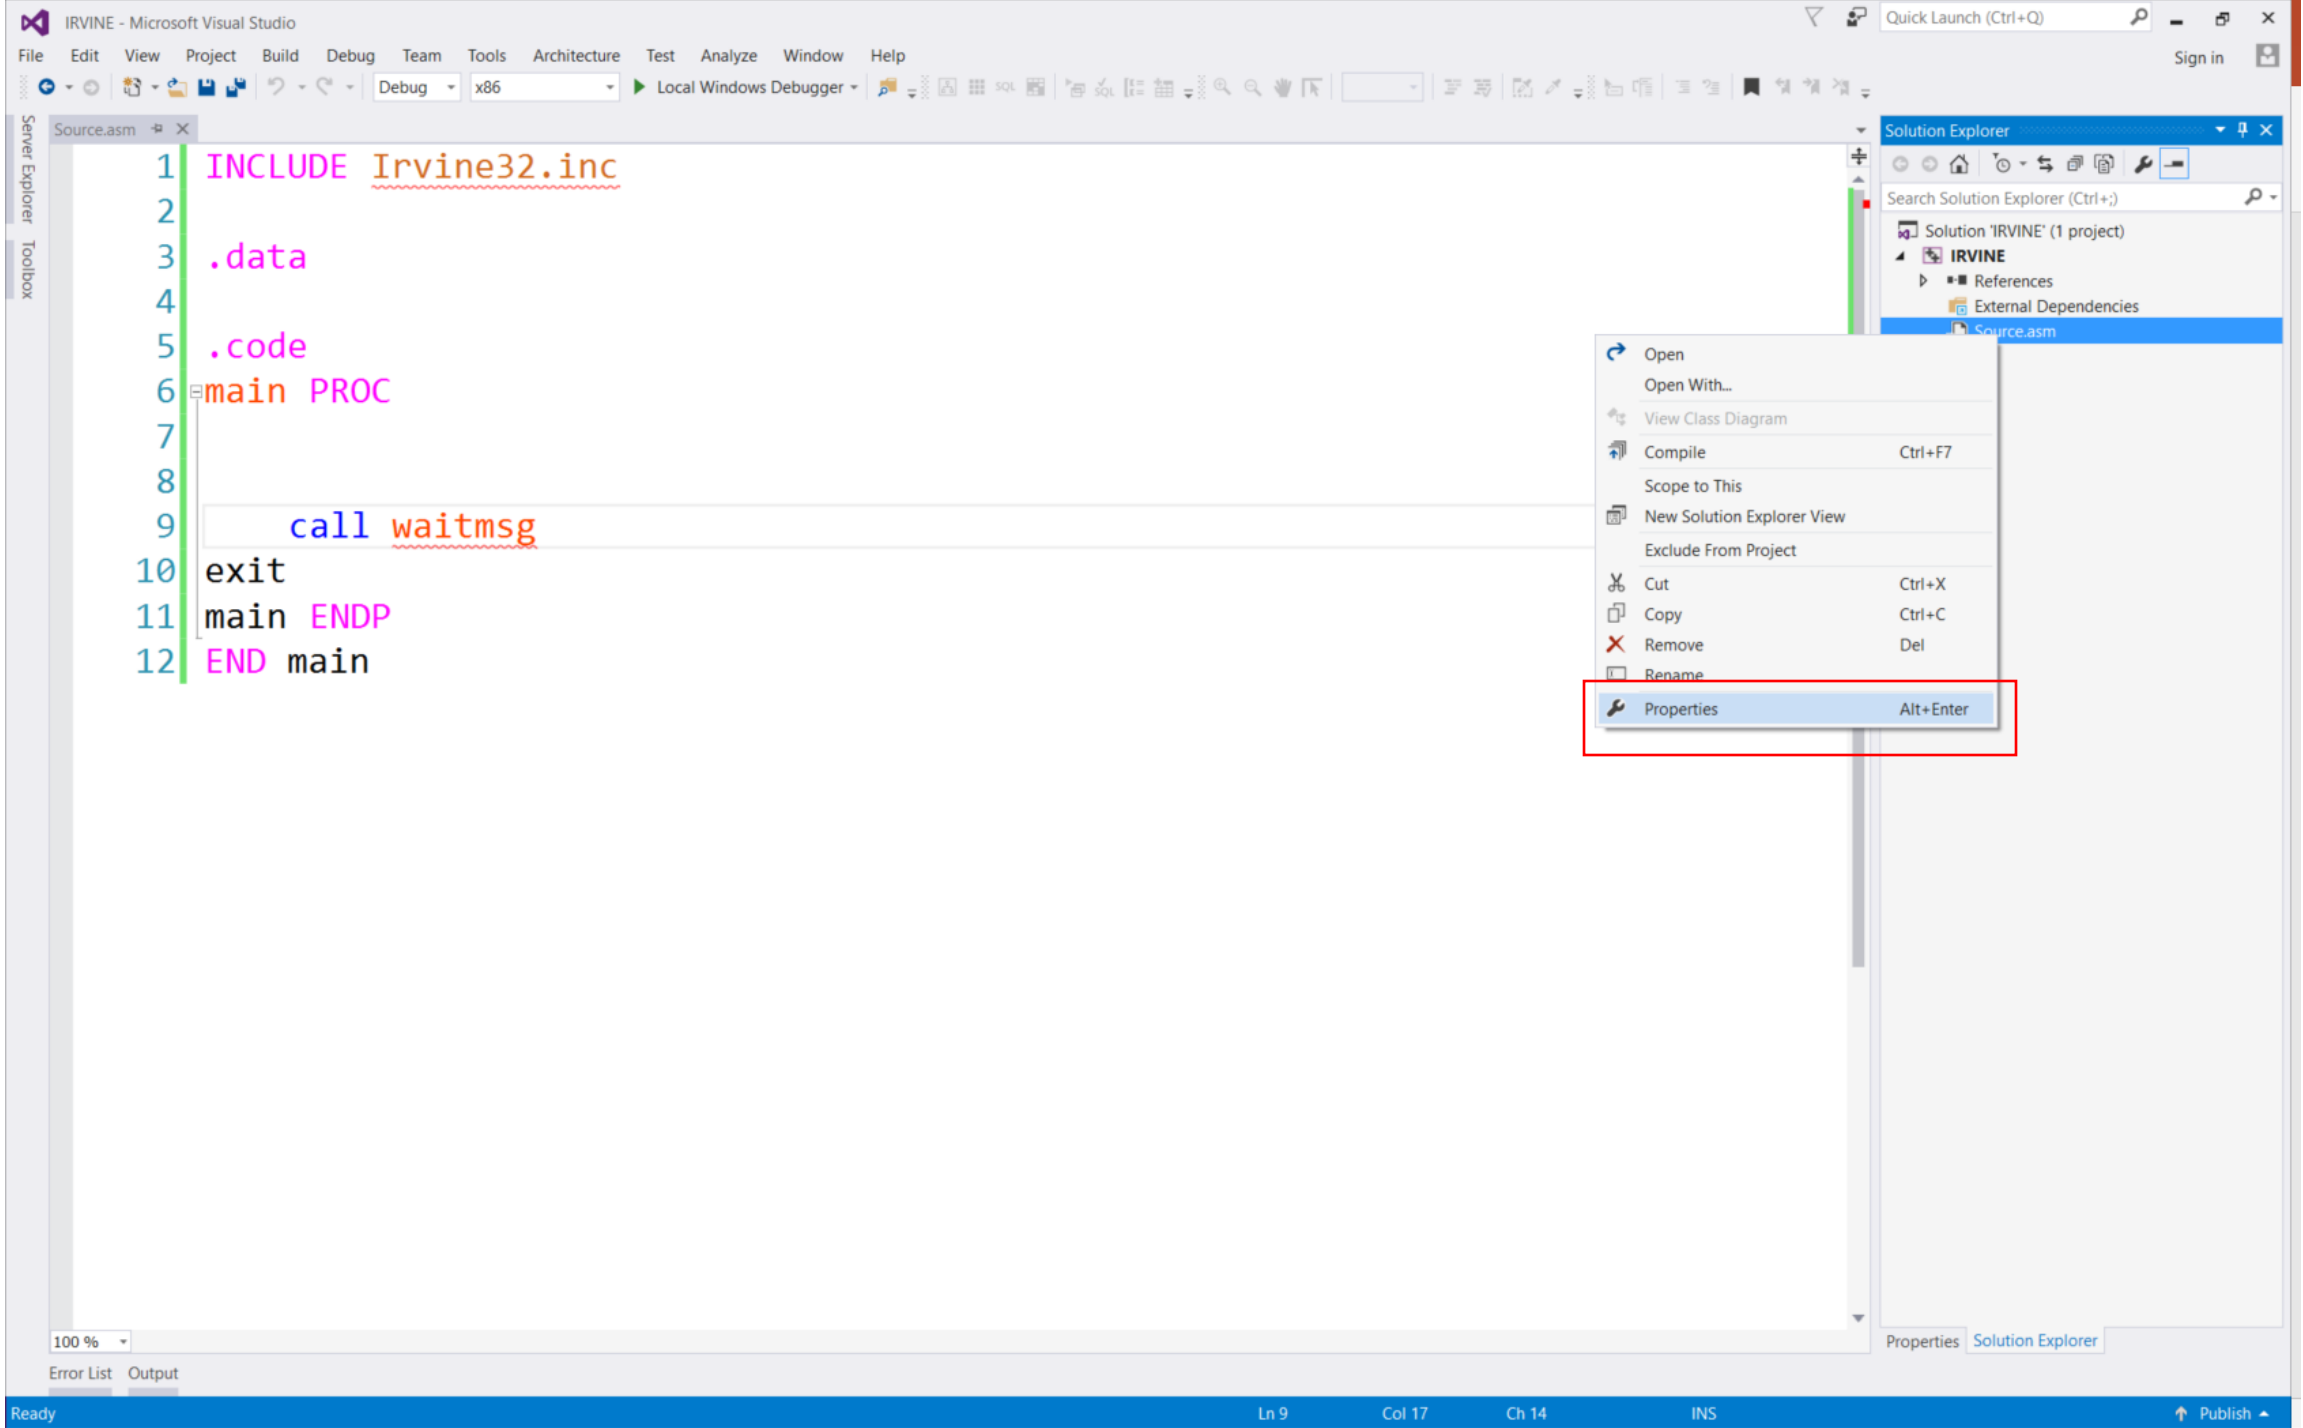 IRVINE - Microsoft Visual Studio
Quick Launch (Ctrl+Q)
File Edit View Project Build Debug Team Tools Architecture Test Analyze Window Help
Sign in
Debug x86 Local Windows Debugger
Server Explorer
Toolbox
Source.asm
1 INCLUDE Irvine32.inc
2
3 .data
4
5 .code
6 main PROC
7
8
9 call waitmsg
10 exit
11 main ENDP
12 END main
Solution Explorer
Search Solution Explorer (Ctrl+;)
Solution 'IRVINE' (1 project)
IRVINE
References
External Dependencies
Source.asm
Open
Open With...
View Class Diagram
Compile Ctrl+F7
Scope to This
New Solution Explorer View
Exclude From Project
Cut Ctrl+X
Copy Ctrl+C
Remove Del
Rename
Properties Alt+Enter
100 %
Properties Solution Explorer
Error List Output
Ready Ln 9 Col 17 Ch 14 INS Publish